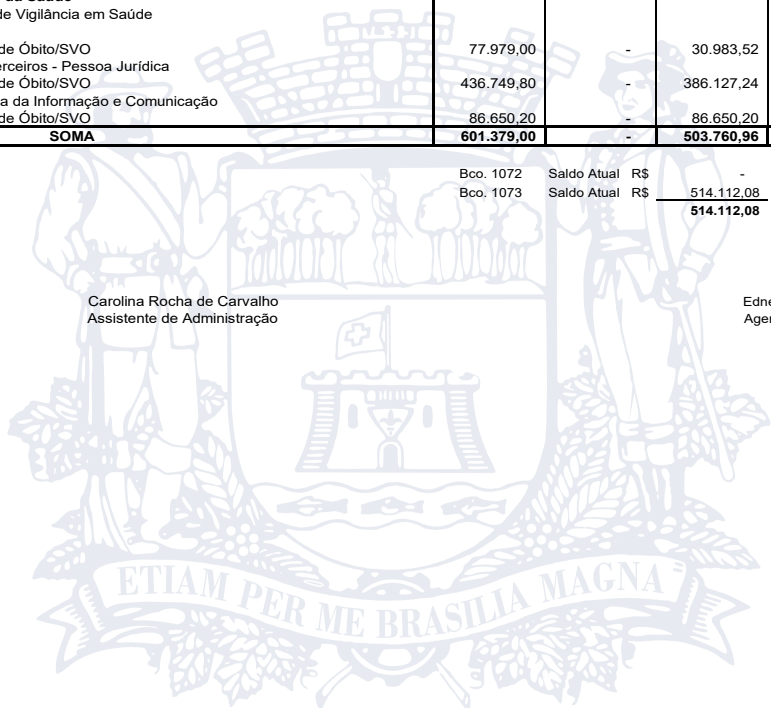 da Saúde
de Vigilância em Saúde
de Óbito/SVO 77.979,00 - 30.983,52
erceiros - Pessoa Jurídica
de Óbito/SVO 436.749,80 - 386.127,24
a da Informação e Comunicação
de Óbito/SVO 86.650,20 - 86.650,20
SOMA 601.379,00 - 503.760,96
Bco. 1072 Saldo Atual R$ -
Bco. 1073 Saldo Atual R$ 514.112,08
514.112,08
Carolina Rocha de Carvalho Edne
Assistente de Administração Ager
ETIAM PER ME BRASILIA MAGNA